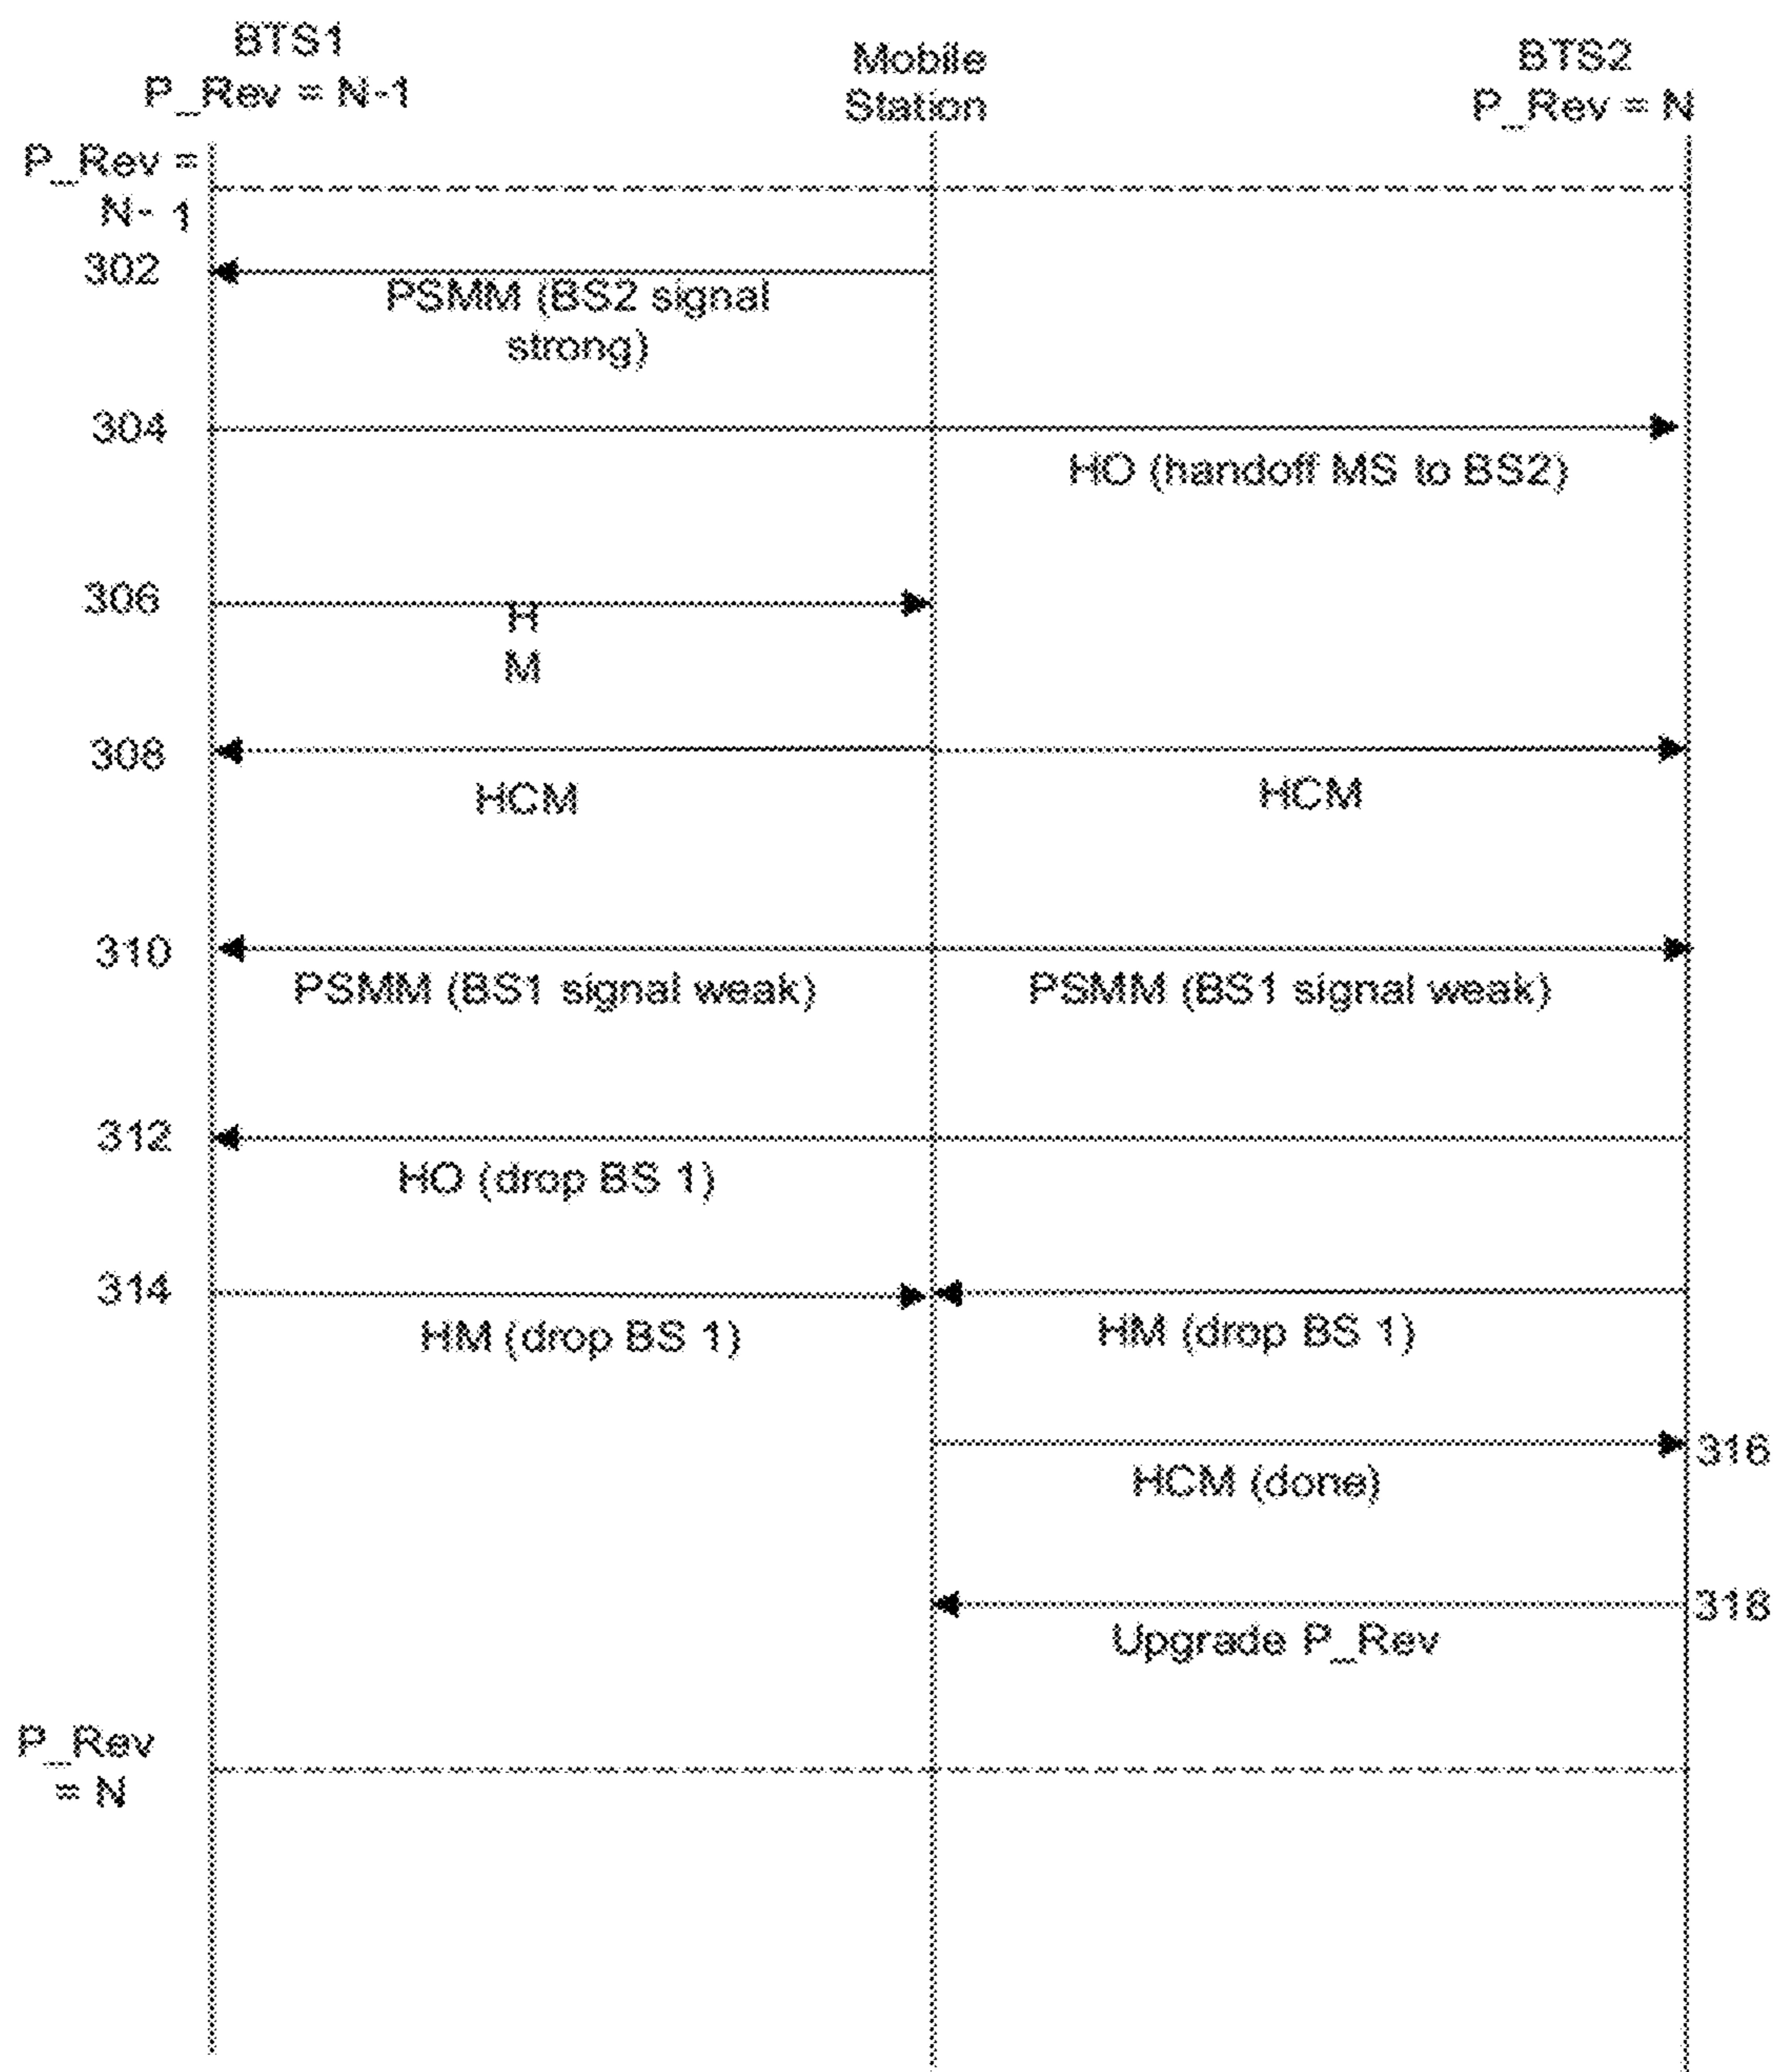 BTS1
P_Rev = N-1
Mobile
Station
BTS2
P_Rev = N
P_Rev =
N- 1
302
PSMM (BS2 signal
strong)
304
HO (handoff MS to BS2)
306
H
M
308
HCM
HCM
310
PSMM (BS1 signal weak)
PSMM (BS1 signal weak)
312
HO (drop BS 1)
314
HM (drop BS 1)
HM (drop BS 1)
316
HCM (done)
318
Upgrade P_Rev
P_Rev
= N